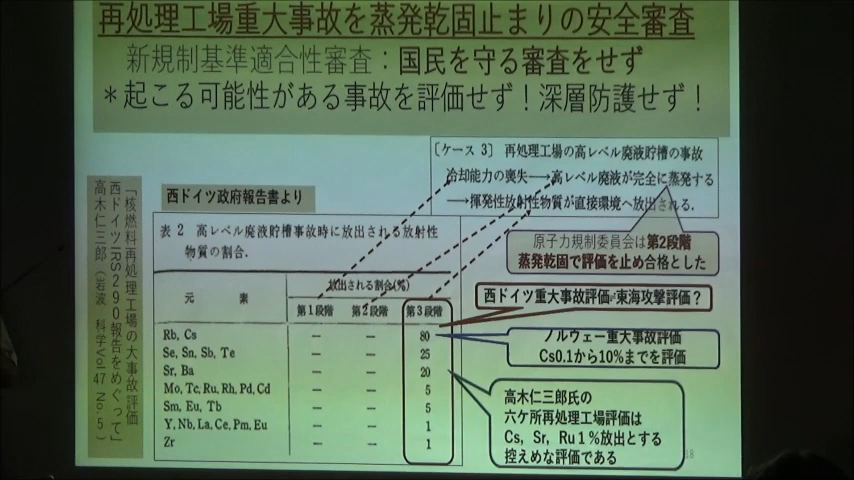 再処理工場重大事故を蒸発乾固止まりの安全審査
新規制基準適合性審査：国民を守る審査をせず
＊起こる可能性がある事故を評価せず！深層防護せず！
〔ケース 3〕 再処理工場の高レベル廃液貯槽の事故
冷却能力の喪失→高レベル廃液が完全に蒸発する
→揮発性放射性物質が直接環境へ放出される.
原子力規制委員会は第2段階
蒸発乾固で評価を止め合格とした
「核燃料再処理工場の大事故評価
西ドイツIRS290報告をめぐって」
高木仁三郎（岩波 科学Vol47 No.5）
西ドイツ政府報告書より
表 2 高レベル廃液貯槽事故時に放出される放射性
物質の割合.
元 素
放出される割合(%)
第1段階 第2段階 第3段階
Rb, Cs — — 80
Se, Sn, Sb, Te — — 25
Sr, Ba — — 20
Mo, Tc, Ru, Rh, Pd, Cd — — 5
Sm, Eu, Tb — — 5
Y, Nb, La, Ce, Pm, Eu — — 1
Zr — — 1
西ドイツ重大事故評価≠東海攻撃評価？
ノルウェー重大事故評価
Cs0.1から10%までを評価
高木仁三郎氏の
六ケ所再処理工場評価は
Cs，Sr，Ru１％放出とする
控えめな評価である
18